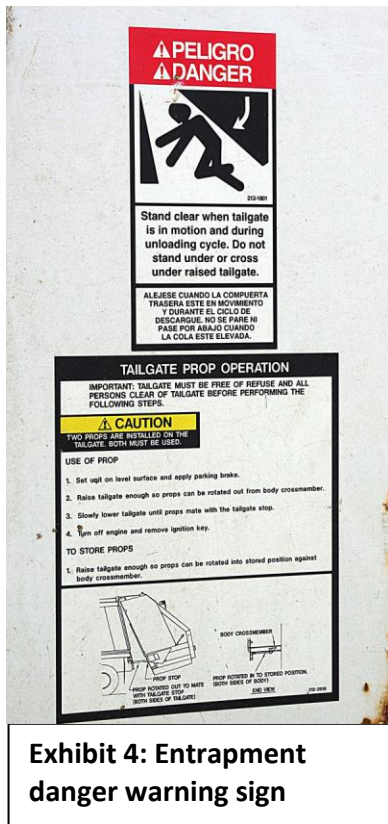 PELIGRO
DANGER
212-1801
Stand clear when tailgate
is in motion and during
unloading cycle. Do not
stand under or cross
under raised tailgate.
ALEJESE CUANDO LA COMPUERTA
TRASERA ESTE EN MOVIMIENTO
Y DURANTE EL CICLO DE
DESCARGUE. NO SE PARE NI
PASE POR ABAJO CUANDO
LA COLA ESTE ELEVADA.
TAILGATE PROP OPERATION
IMPORTANT: TAILGATE MUST BE FREE OF REFUSE AND ALL
PERSONS CLEAR OF TAILGATE BEFORE PERFORMING THE
FOLLOWING STEPS.
CAUTION
TWO PROPS ARE INSTALLED ON THE
TAILGATE. BOTH MUST BE USED.
USE OF PROP
1. Set unit on level surface and apply parking brake.
2. Raise tailgate enough so props can be rotated out from body crossmember.
3. Slowly lower tailgate until props mate with the tailgate stop.
4. Turn off engine and remove ignition key.
TO STORE PROPS
1. Raise tailgate enough so props can be rotated into stored position against
body crossmember.
BODY CROSSMEMBER
PROP STOP
PROP ROTATED OUT TO MATE
WITH TAILGATE STOP
(BOTH SIDES OF TAILGATE)
PROP ROTATED IN TO STORED POSITION.
(BOTH SIDES OF BODY)
END VIEW
Exhibit 4: Entrapment
danger warning sign